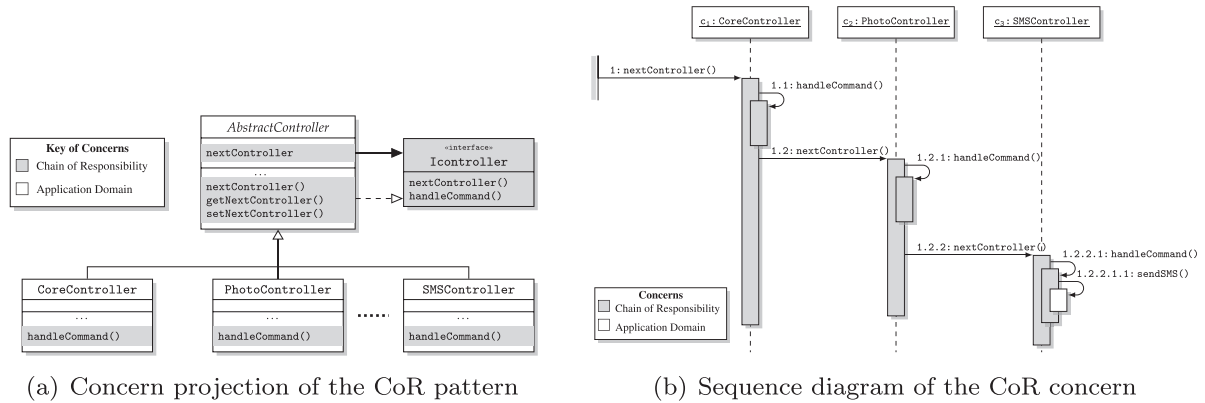 Key of Concerns
Chain of Responsibility
Application Domain
AbstractController
nextController
...
nextController()
getNextController()
setNextController()
«interface»
Icontroller
nextController()
handleCommand()
CoreController
...
handleCommand()
PhotoController
...
handleCommand()
SMSController
...
handleCommand()
(a) Concern projection of the CoR pattern
c₁:CoreController
c₂:PhotoController
c₃:SMSController
1:nextController()
1.1:handleCommand()
1.2:nextController()
1.2.1:handleCommand()
1.2.2:nextController()
1.2.2.1:handleCommand()
1.2.2.1.1:sendSMS()
Concerns
Chain of Responsibility
Application Domain
(b) Sequence diagram of the CoR concern